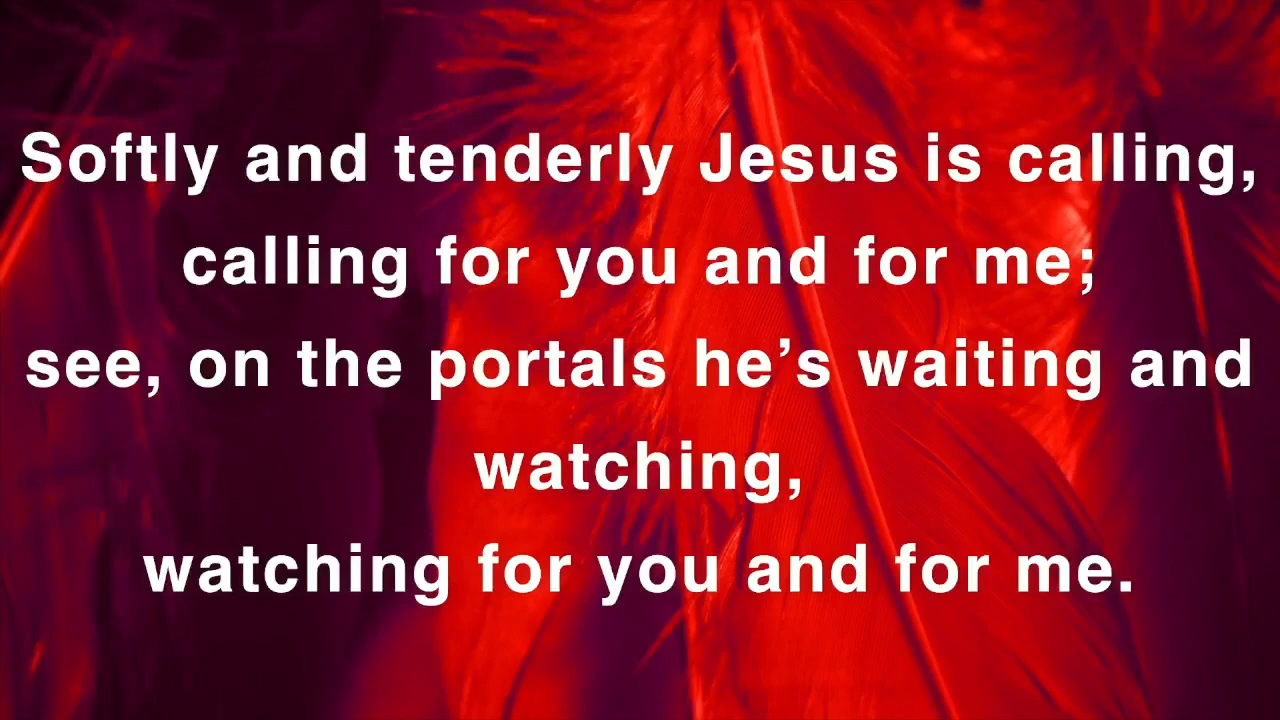 Softly and tenderly Jesus is calling,
calling for you and for me;
see, on the portals he’s waiting and
watching,
watching for you and for me.